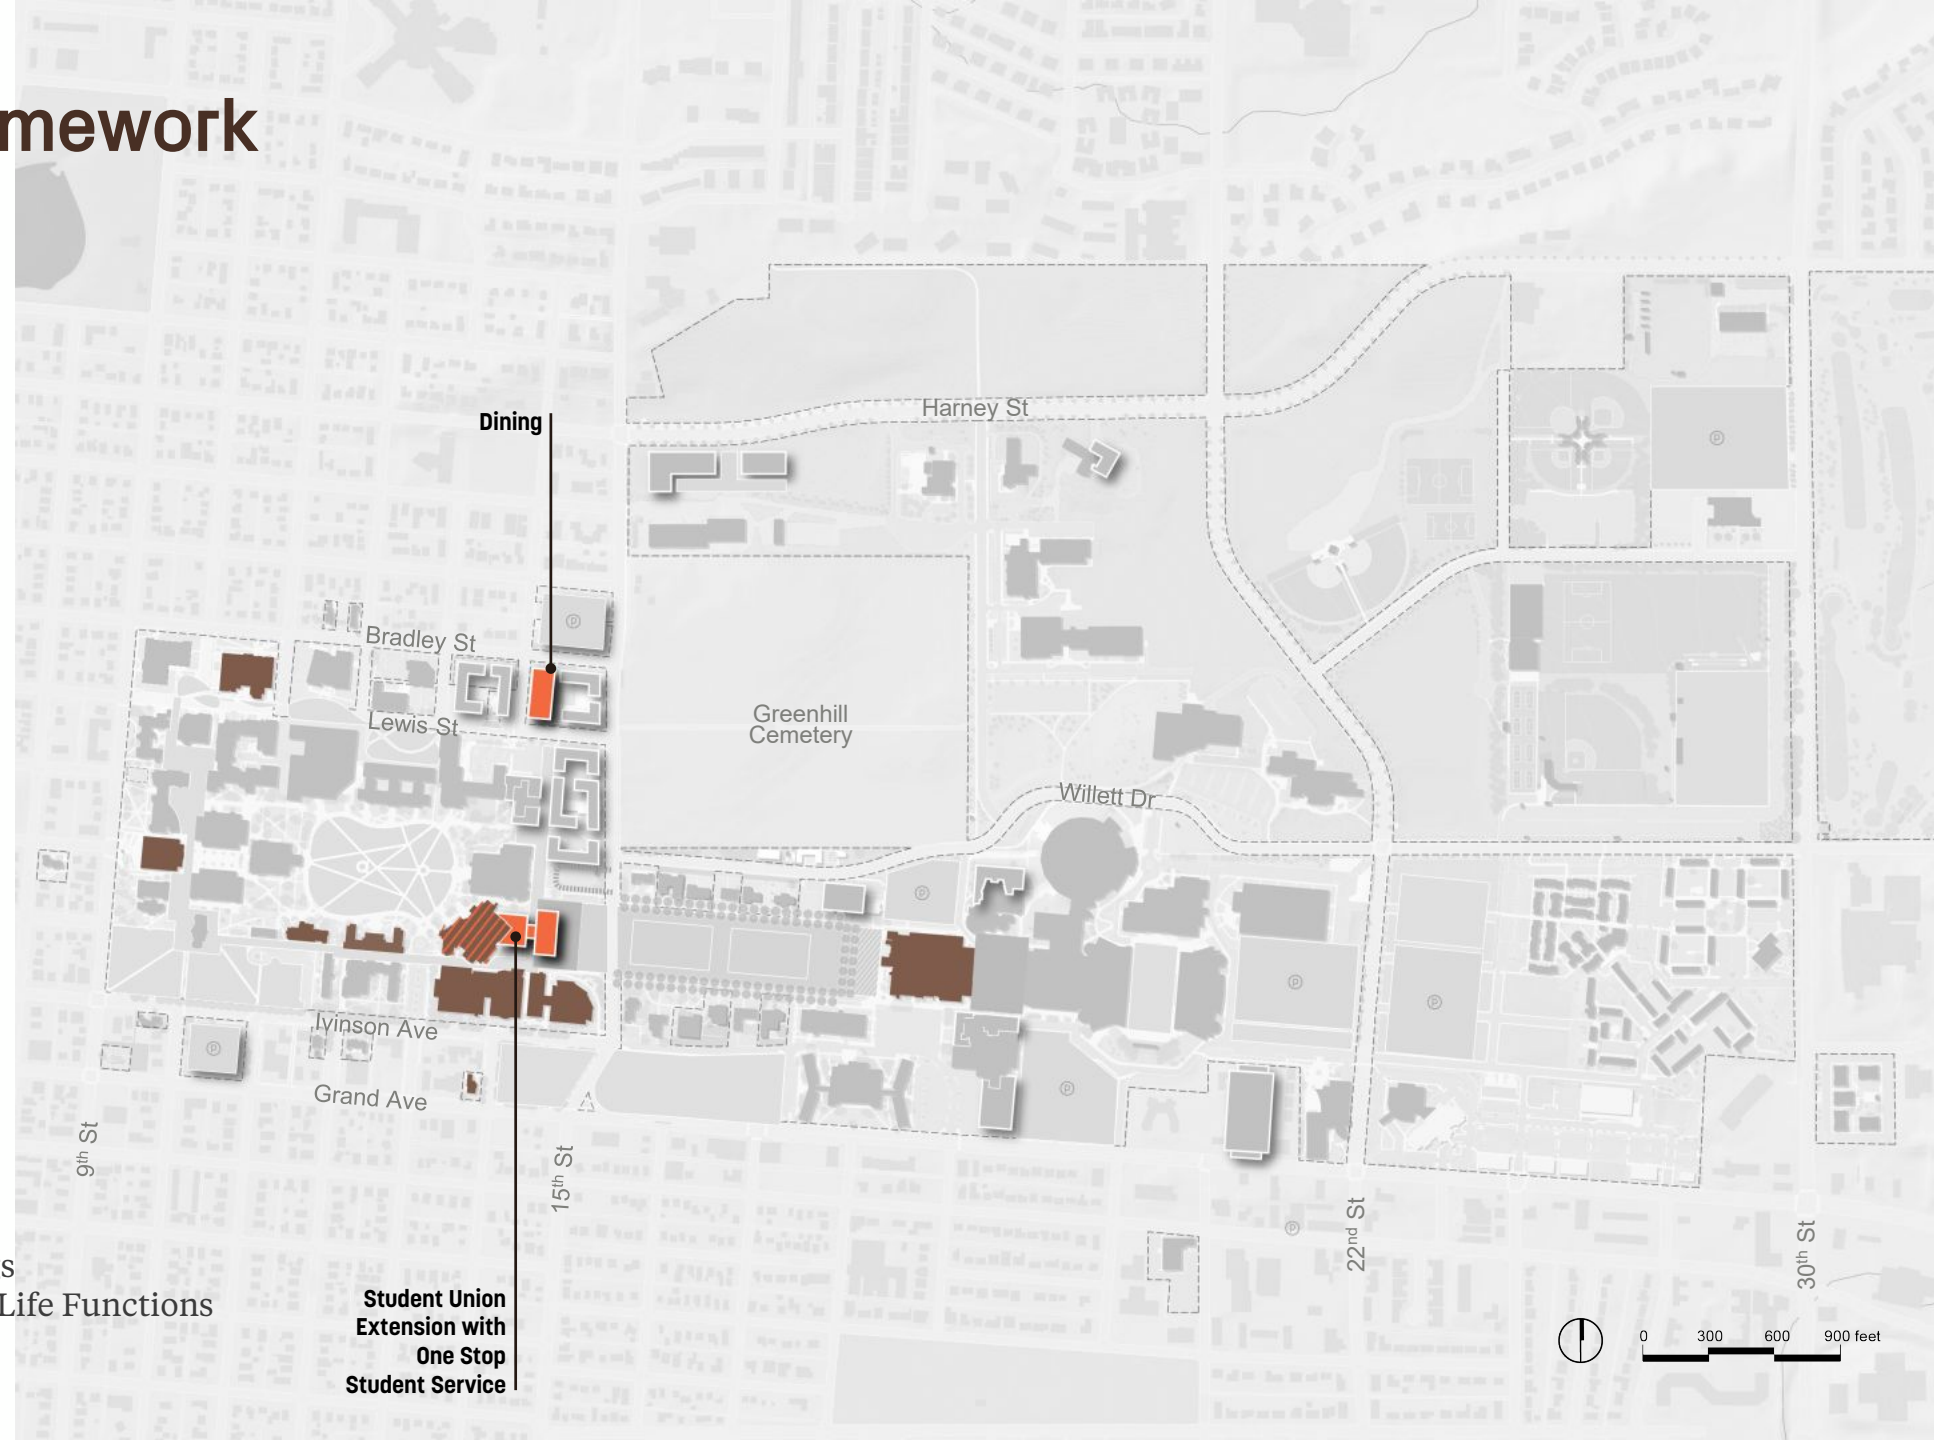 mework
Harney St
Dining
Bradley St
Lewis St
Greenhill
Cemetery
Willett Dr
Ivinson Ave
Grand Ave
9th St
15th St
22nd St
30th St
s
Life Functions
Student Union
Extension with
One Stop
Student Service
0 300 600 900 feet
P
P
P
P
P
P
P
P